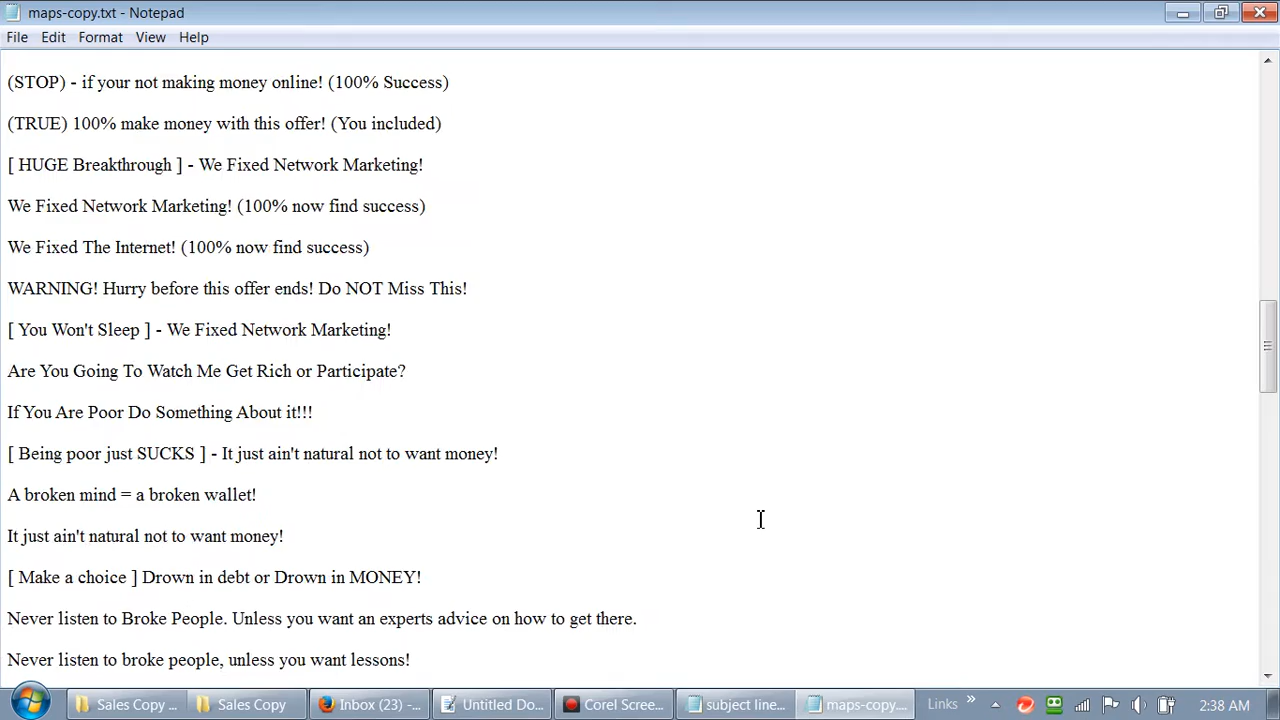 maps-copy.txt - Notepad
File Edit Format View Help
(STOP) - if your not making money online! (100% Success)
(TRUE) 100% make money with this offer! (You included)
[ HUGE Breakthrough ] - We Fixed Network Marketing!
We Fixed Network Marketing! (100% now find success)
We Fixed The Internet! (100% now find success)
WARNING! Hurry before this offer ends! Do NOT Miss This!
[ You Won't Sleep ] - We Fixed Network Marketing!
Are You Going To Watch Me Get Rich or Participate?
If You Are Poor Do Something About it!!!
[ Being poor just SUCKS ] - It just ain't natural not to want money!
A broken mind = a broken wallet!
It just ain't natural not to want money!
[ Make a choice ] Drown in debt or Drown in MONEY!
Never listen to Broke People. Unless you want an experts advice on how to get there.
Never listen to broke people, unless you want lessons!
Sales Copy ... Sales Copy Inbox (23) -... Untitled Do... Corel Scree... subject line... maps-copy.... Links » 2:38 AM